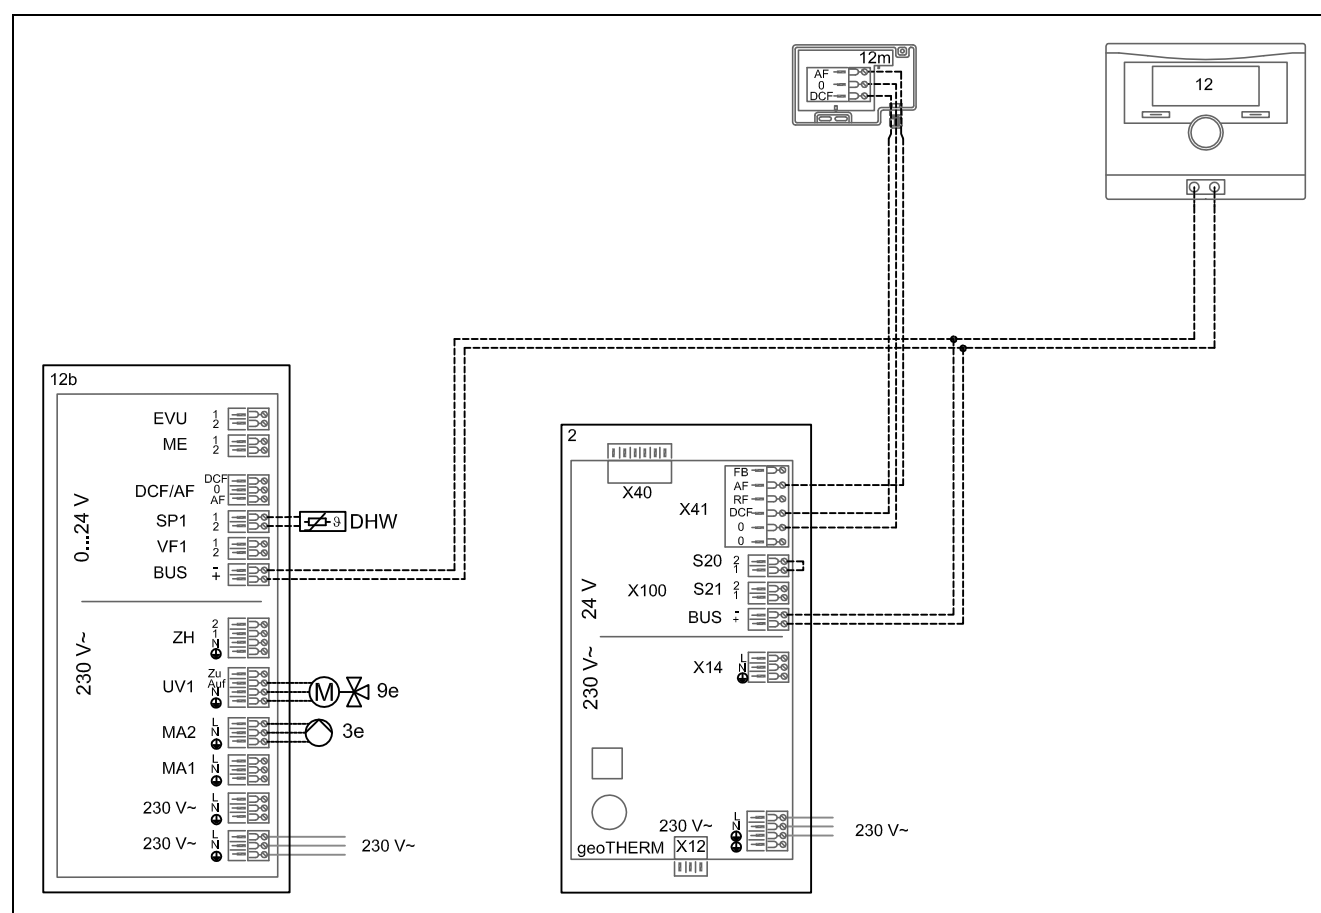 12m
AF
0
DCF
12
12b
0...24 V
EVU 1
2
ME 1
2
DCF/AF DCF
0
AF
SP1 1
2
DHW
VF1 1
2
BUS -
+
230 V~
ZH 2
1
N
UV1 Zu
Auf
N
M 9e
MA2 L
N
3e
MA1 L
N
230 V~ L
N
230 V~ L
N
230 V~
2
X40
X41
FB
AF
RF
DCF
0
0
24 V
X100
S20 2
1
S21 2
1
BUS -
+
230 V~
X14 L
N
230 V~ L
N
230 V~
geoTHERM X12